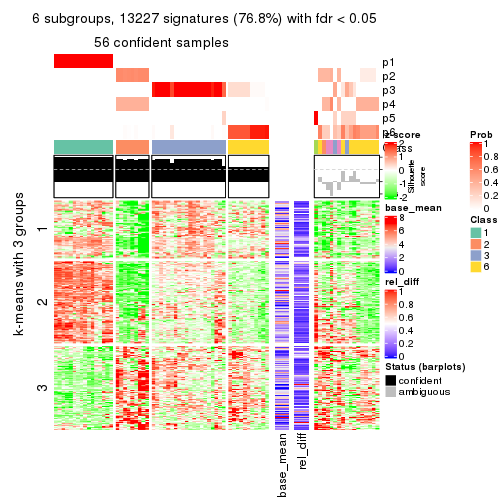 6 subgroups, 13227 signatures (76.8%) with fdr < 0.05
56 confident samples
p1
p2
p3
p4
p5
p6
Class
z-score
2
1
0
-1
-2
Silhouette
score
Prob
1
0.8
0.6
0.4
0.2
0
base_mean
8
6
4
2
0
Class
1
2
3
6
rel_diff
1
0.8
0.6
0.4
0.2
0
Status (barplots)
confident
ambiguous
k-means with 3 groups
1
2
3
base_mean
rel_diff